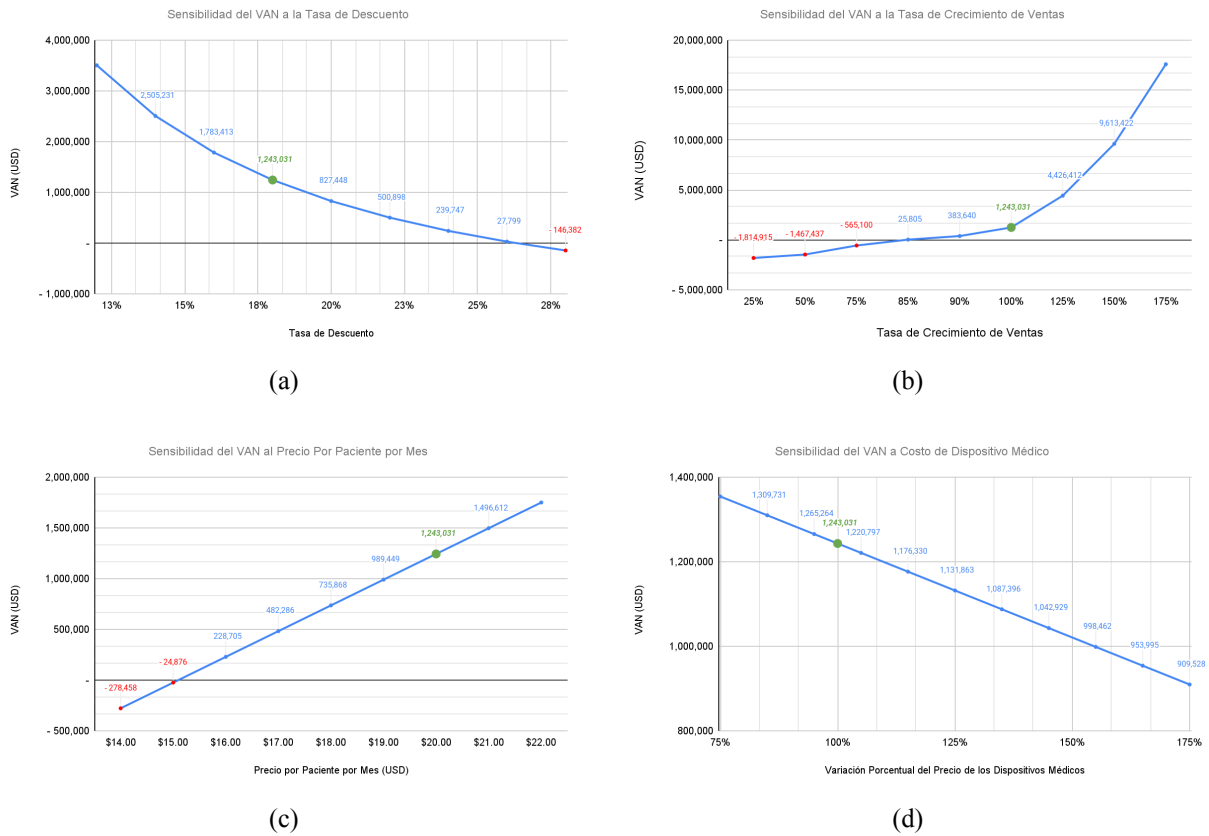 Sensibilidad del VAN a la Tasa de Descuento
VAN (USD)
4,000,000
3,000,000
2,000,000
1,000,000
-
- 1,000,000
2,505,231
1,783,413
1,243,031
827,448
500,898
239,747
27,799
- 146,382
13% 15% 18% 20% 23% 25% 28%
Tasa de Descuento
(a)
Sensibilidad del VAN a la Tasa de Crecimiento de Ventas
VAN (USD)
20,000,000
15,000,000
10,000,000
5,000,000
-
- 5,000,000
- 1,814,915
- 1,467,437
- 565,100
25,805
383,640
1,243,031
4,426,412
9,613,422
25% 50% 75% 85% 90% 100% 125% 150% 175%
Tasa de Crecimiento de Ventas
(b)
Sensibilidad del VAN al Precio Por Paciente por Mes
VAN (USD)
2,000,000
1,500,000
1,000,000
500,000
-
- 500,000
- 278,458
- 24,876
228,705
482,286
735,868
989,449
1,243,031
1,496,612
$14.00 $15.00 $16.00 $17.00 $18.00 $19.00 $20.00 $21.00 $22.00
Precio por Paciente por Mes (USD)
(c)
Sensibilidad del VAN a Costo de Dispositivo Médico
VAN (USD)
1,400,000
1,200,000
1,000,000
800,000
1,309,731
1,265,264
1,243,031
1,220,797
1,176,330
1,131,863
1,087,396
1,042,929
998,462
953,995
909,528
75% 100% 125% 150% 175%
Variación Porcentual del Precio de los Dispositivos Médicos
(d)